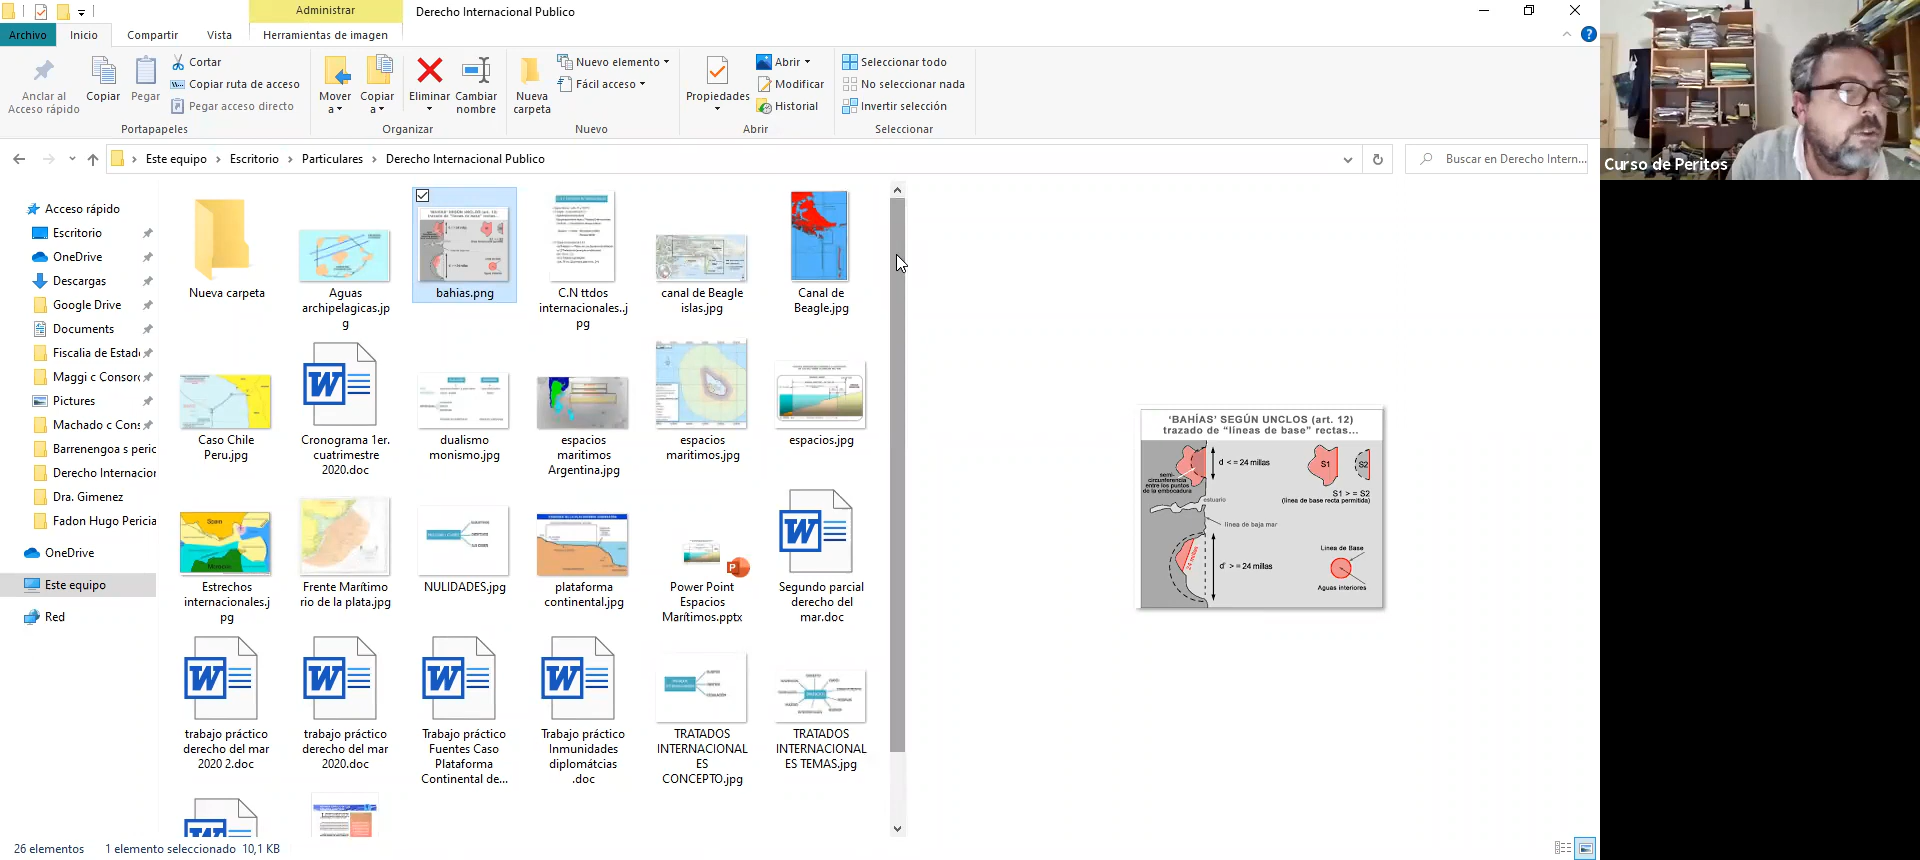 Administrar
Derecho Internacional Publico
Archivo
Inicio
Compartir
Vista
Herramientas de imagen
Anclar al
Acceso rápido
Copiar
Pegar
Cortar
Copiar ruta de acceso
Pegar acceso directo
Portapapeles
Mover
a
Copiar
a
Eliminar
Cambiar
nombre
Organizar
Nueva
carpeta
Nuevo elemento
Fácil acceso
Nuevo
Propiedades
Abrir
Modificar
Historial
Abrir
Seleccionar todo
No seleccionar nada
Invertir selección
Seleccionar
Este equipo
Escritorio
Particulares
Derecho Internacional Publico
Buscar en Derecho Intern...
Curso de Peritos
Acceso rápido
Escritorio
OneDrive
Descargas
Google Drive
Documents
Fiscalia de Estad
Maggi c Consorc
Pictures
Machado c Cons
Barrenengoa s peric
Derecho Internacior
Dra. Gimenez
Fadon Hugo Pericia
OneDrive
Este equipo
Red
Nueva carpeta
Aguas
archipelagicas.jp
g
bahias.png
C.N ttdos
internacionales..j
pg
canal de Beagle
islas.jpg
Canal de
Beagle.jpg
Caso Chile
Peru.jpg
Cronograma 1er.
cuatrimestre
2020.doc
dualismo
monismo.jpg
espacios
maritimos
Argentina.jpg
espacios
maritimos.jpg
espacios.jpg
Estrechos
internacionales.j
pg
Frente Marítimo
rio de la plata.jpg
NULIDADES.jpg
plataforma
continental.jpg
Power Point
Espacios
Marítimos.pptx
Segundo parcial
derecho del
mar.doc
trabajo práctico
derecho del mar
2020 2.doc
trabajo práctico
derecho del mar
2020.doc
Trabajo práctico
Fuentes Caso
Plataforma
Continental de...
Trabajo práctico
Inmunidades
diplomátcias
.doc
TRATADOS
INTERNACIONAL
ES
CONCEPTO.jpg
TRATADOS
INTERNACIONAL
ES TEMAS.jpg
'BAHÍAS' SEGÚN UNCLOS (art. 12)
trazado de "líneas de base" rectas...
semi-
circunferencia
entre los puntos
de la embocadura
d < = 24 millas
S1
S2
S1 > = S2
(línea de base recta permitida)
estuario
línea de baja mar
24 millas
d' > = 24 millas
Línea de Base
Aguas interiores
26 elementos
1 elemento seleccionado 10,1 KB